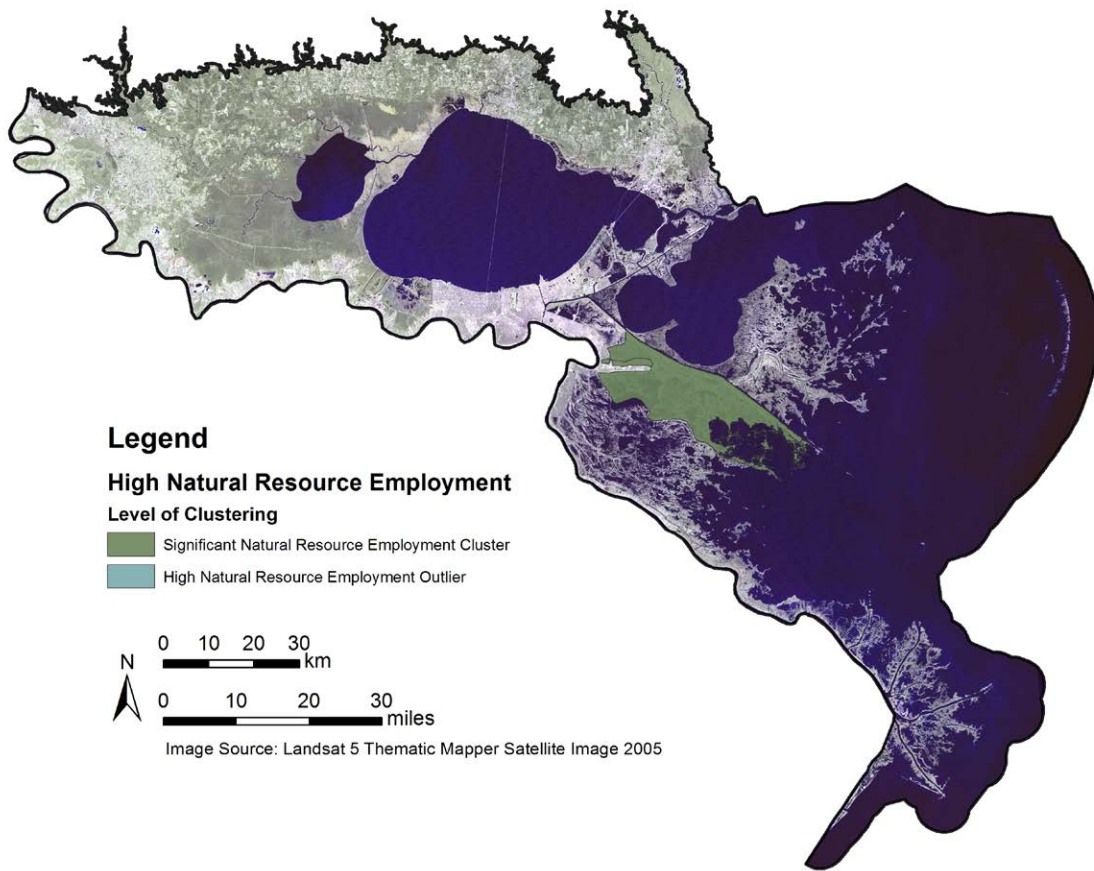 Legend
High Natural Resource Employment
Level of Clustering
Significant Natural Resource Employment Cluster
High Natural Resource Employment Outlier
N
0 10 20 30
km
0 10 20 30
miles
Image Source: Landsat 5 Thematic Mapper Satellite Image 2005